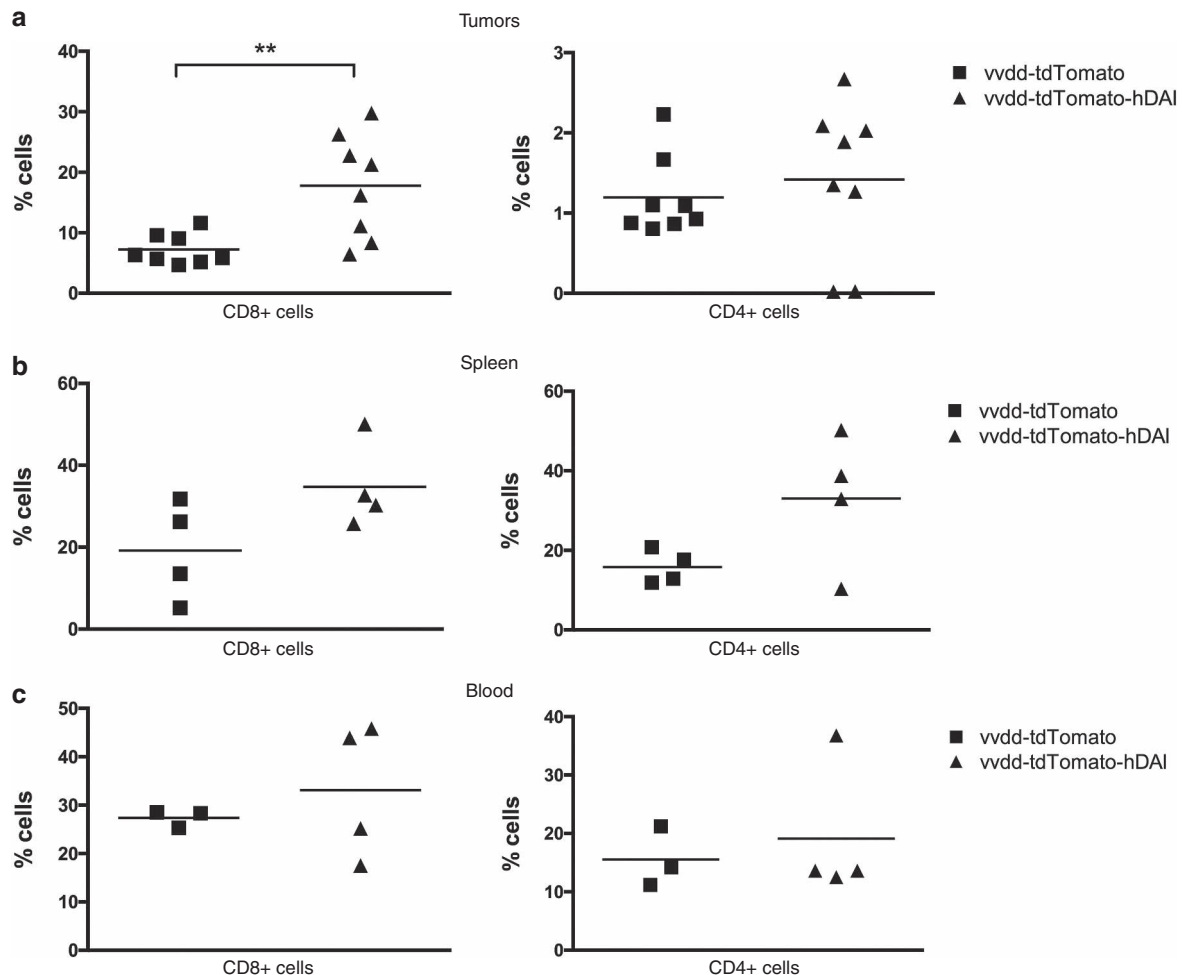 a
Tumors
40
30
20
10
0
% cells
**
CD8+ cells
3
2
1
0
% cells
CD4+ cells
vvdd-tdTomato
vvdd-tdTomato-hDAI
b
Spleen
60
40
20
0
% cells
CD8+ cells
60
40
20
0
% cells
CD4+ cells
vvdd-tdTomato
vvdd-tdTomato-hDAI
c
Blood
50
40
30
20
10
0
% cells
CD8+ cells
40
30
20
10
0
% cells
CD4+ cells
vvdd-tdTomato
vvdd-tdTomato-hDAI